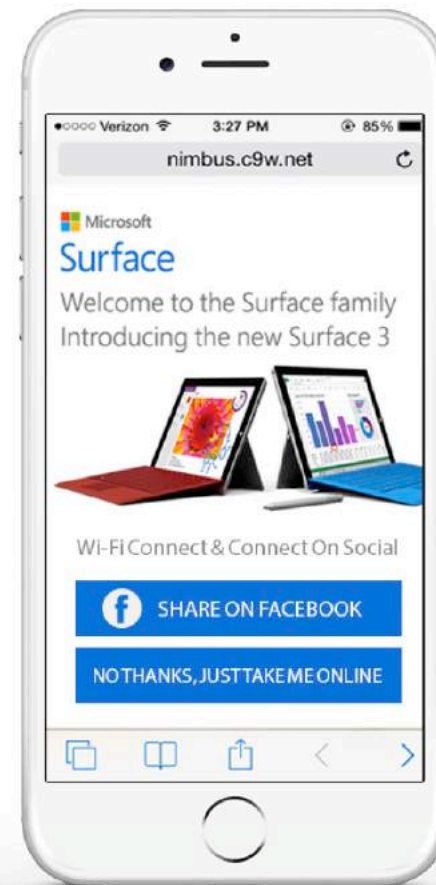 Verizon 3:27 PM 85%
nimbus.c9w.net
Microsoft
Surface
Welcome to the Surface family
Introducing the new Surface 3
Wi-Fi Connect & Connect On Social
f SHARE ON FACEBOOK
NO THANKS, JUST TAKE ME ONLINE